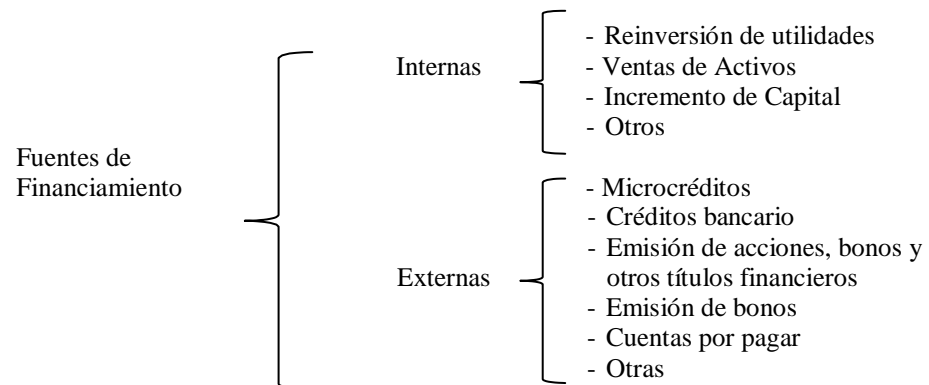 Fuentes de
Financiamiento
Internas
- Reinversión de utilidades
- Ventas de Activos
- Incremento de Capital
- Otros
Externas
- Microcréditos
- Créditos bancario
- Emisión de acciones, bonos y
otros títulos financieros
- Emisión de bonos
- Cuentas por pagar
- Otras